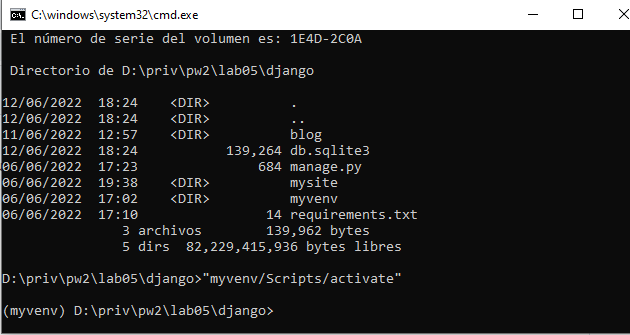 C:\windows\system32\cmd.exe
El número de serie del volumen es: 1E4D-2C0A
Directorio de D:\priv\pw2\lab05\django
12/06/2022  18:24    <DIR>          .
12/06/2022  18:24    <DIR>          ..
11/06/2022  12:57    <DIR>          blog
12/06/2022  18:24           139,264 db.sqlite3
06/06/2022  17:23               684 manage.py
06/06/2022  19:38    <DIR>          mysite
06/06/2022  17:02    <DIR>          myvenv
06/06/2022  17:10                14 requirements.txt
3 archivos        139,962 bytes
5 dirs  82,229,415,936 bytes libres
D:\priv\pw2\lab05\django>"myvenv/Scripts/activate"
(myvenv) D:\priv\pw2\lab05\django>